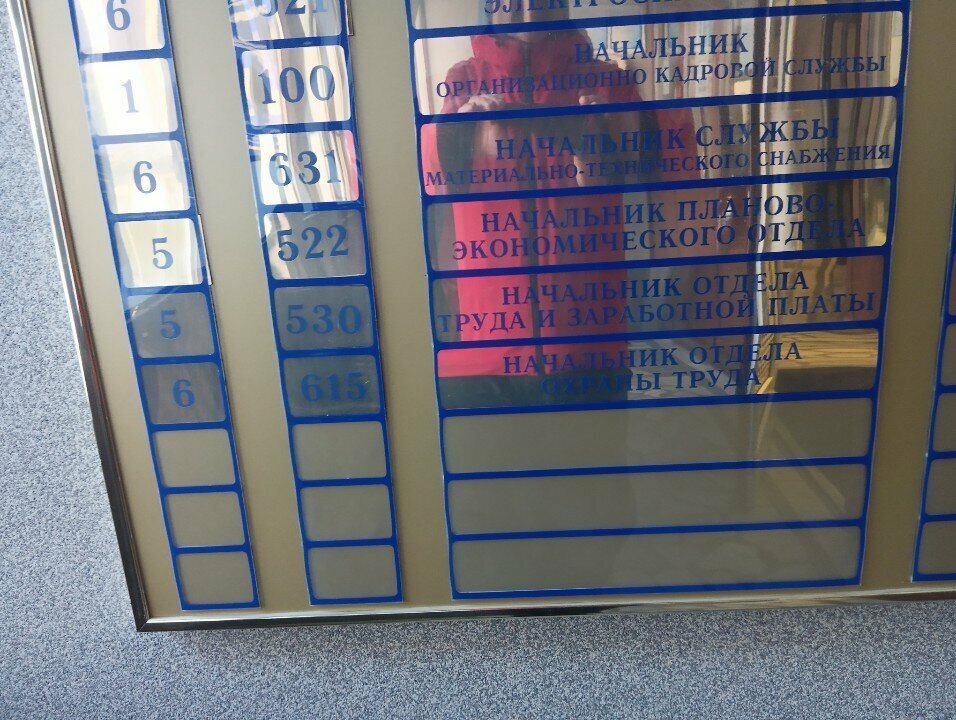 6 521
1 100 НАЧАЛЬНИК
ОРГАНИЗАЦИОННО КАДРОВОЙ СЛУЖБЫ
6 631 НАЧАЛЬНИК СЛУЖБЫ
МАТЕРИАЛЬНО-ТЕХНИЧЕСКОГО СНАБЖЕНИЯ
5 522 НАЧАЛЬНИК ПЛАНОВО-
ЭКОНОМИЧЕСКОГО ОТДЕЛА
5 530 НАЧАЛЬНИК ОТДЕЛА
ТРУДА И ЗАРАБОТНОЙ ПЛАТЫ
6 615 НАЧАЛЬНИК ОТДЕЛА
ОХРАНЫ ТРУДА